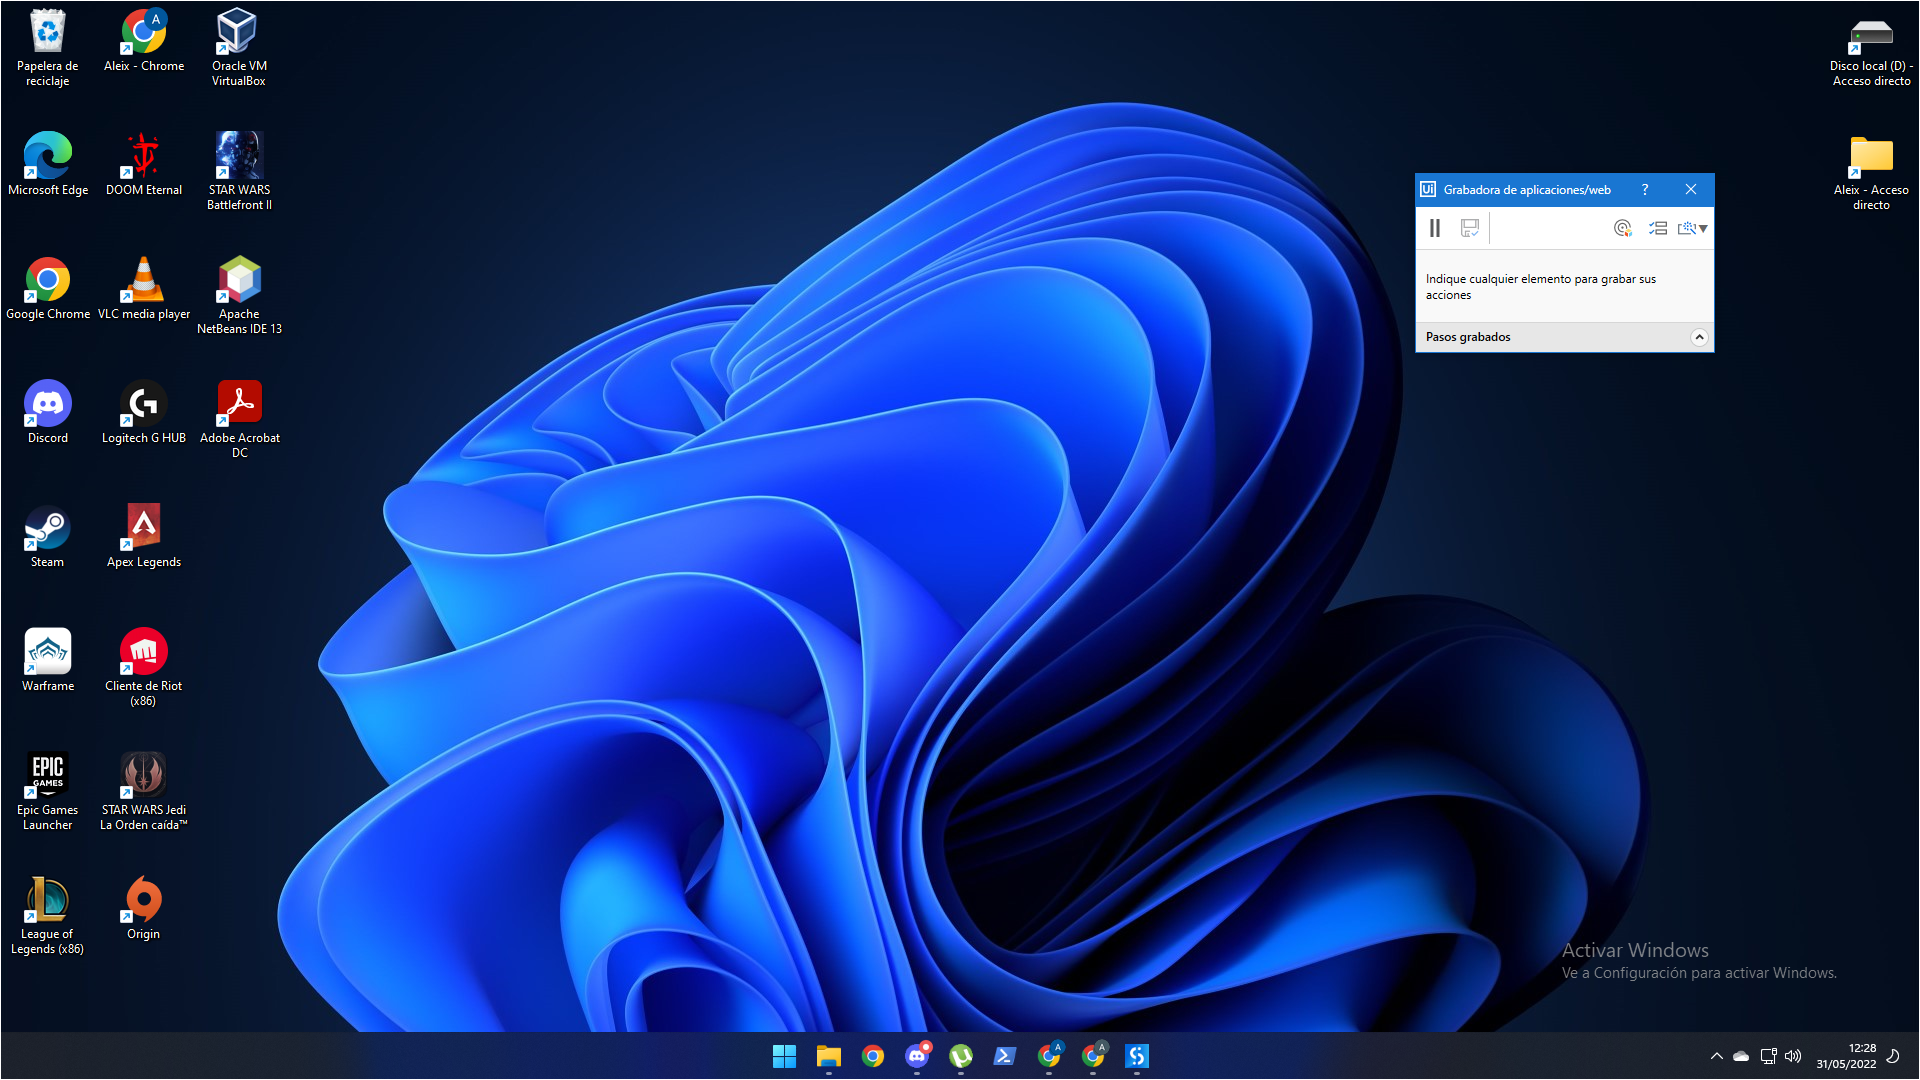 Papelera de
reciclaje
Aleix - Chrome
Oracle VM
VirtualBox
Microsoft Edge
DOOM Eternal
STAR WARS
Battlefront II
Google Chrome
VLC media player
Apache
NetBeans IDE 13
Discord
Logitech G HUB
Adobe Acrobat
DC
Steam
Apex Legends
Warframe
Cliente de Riot
(x86)
EPIC
GAMES
Epic Games
Launcher
STAR WARS Jedi
La Orden caída™
League of
Legends (x86)
Origin
Disco local (D) -
Acceso directo
Aleix - Acceso
directo
Ui Grabadora de aplicaciones/web ?
Indique cualquier elemento para grabar sus
acciones
Pasos grabados
Activar Windows
Ve a Configuración para activar Windows.
12:28
31/05/2022